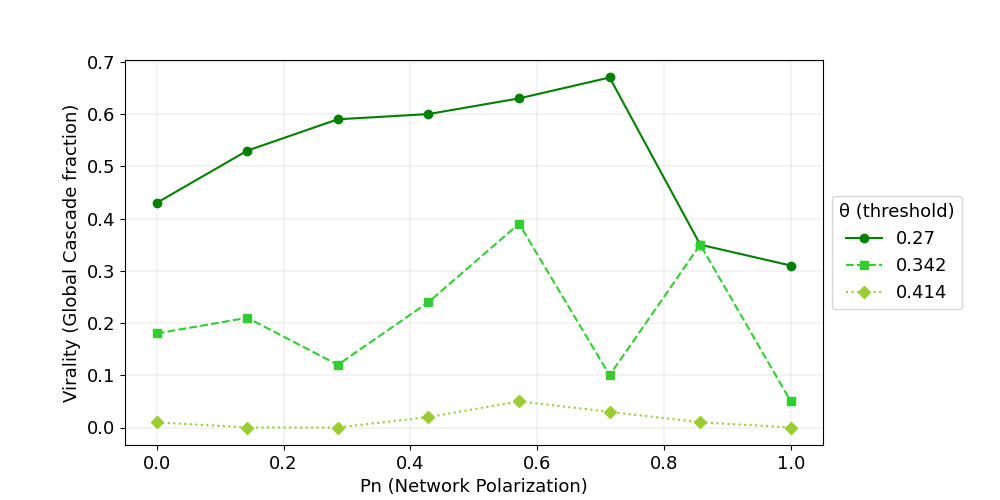 0.7
0.6
0.5
0.4
0.3
0.2
0.1
0.0
Virality (Global Cascade fraction)
0.0 0.2 0.4 0.6 0.8 1.0
Pn (Network Polarization)
θ (threshold)
0.27
0.342
0.414